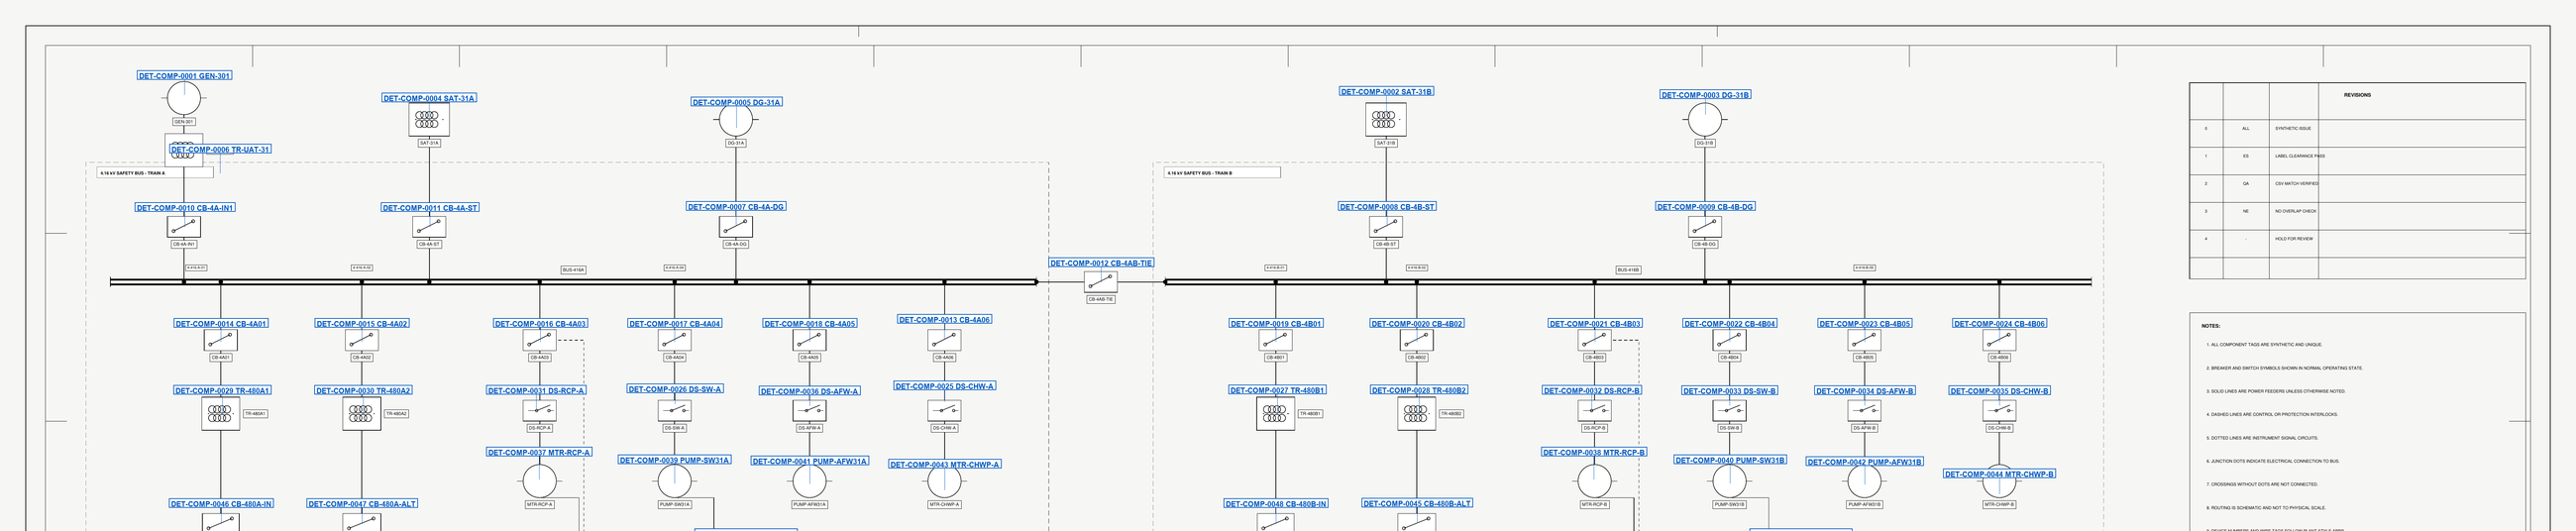 DET-COMP-0001 GEN-301
DET-COMP-0004 SAT-31A
DET-COMP-0005 DG-31A
DET-COMP-0002 SAT-31B
DET-COMP-0003 DG-31B
REVISIONS
GEN-301
SAT-31A
DG-31A
SAT-31B
DG-31B
0 ALL SYNTHETIC ISSUE
DET-COMP-0006 TR-UAT-31
1 ES LABEL CLEARANCE PASS
4.16 kV SAFETY BUS - TRAIN A
4.16 kV SAFETY BUS - TRAIN B
2 QA CSV MATCH VERIFIED
DET-COMP-0010 CB-4A-IN1
DET-COMP-0011 CB-4A-ST
DET-COMP-0007 CB-4A-DG
DET-COMP-0008 CB-4B-ST
DET-COMP-0009 CB-4B-DG
3 NE NO OVERLAP CHECK
CB-4A-IN1
CB-4A-ST
CB-4A-DG
CB-4B-ST
CB-4B-DG
4 - HOLD FOR REVIEW
DET-COMP-0012 CB-4AB-TIE
BUS-416A
BUS-416B
CB-4AB-TIE
DET-COMP-0014 CB-4A01
DET-COMP-0015 CB-4A02
DET-COMP-0016 CB-4A03
DET-COMP-0017 CB-4A04
DET-COMP-0018 CB-4A05
DET-COMP-0013 CB-4A06
DET-COMP-0019 CB-4B01
DET-COMP-0020 CB-4B02
DET-COMP-0021 CB-4B03
DET-COMP-0022 CB-4B04
DET-COMP-0023 CB-4B05
DET-COMP-0024 CB-4B06
NOTES:
1. ALL COMPONENT TAGS ARE SYNTHETIC AND UNIQUE.
CB-4A01
CB-4A02
CB-4A03
CB-4A04
CB-4A05
CB-4A06
CB-4B01
CB-4B02
CB-4B03
CB-4B04
CB-4B05
CB-4B06
2. BREAKER AND SWITCH SYMBOLS SHOWN IN NORMAL OPERATING STATE.
DET-COMP-0029 TR-480A1
DET-COMP-0030 TR-480A2
DET-COMP-0031 DS-RCP-A
DET-COMP-0026 DS-SW-A
DET-COMP-0036 DS-AFW-A
DET-COMP-0025 DS-CHW-A
DET-COMP-0027 TR-480B1
DET-COMP-0028 TR-480B2
DET-COMP-0032 DS-RCP-B
DET-COMP-0033 DS-SW-B
DET-COMP-0034 DS-AFW-B
DET-COMP-0035 DS-CHW-B
3. SOLID LINES ARE POWER FEEDERS UNLESS OTHERWISE NOTED.
TR-480A1
TR-480A2
TR-480B1
TR-480B2
4. DASHED LINES ARE CONTROL OR PROTECTION INTERLOCKS.
DS-RCP-A
DS-SW-A
DS-AFW-A
DS-CHW-A
DS-RCP-B
DS-SW-B
DS-AFW-B
DS-CHW-B
5. DOTTED LINES ARE INSTRUMENT SIGNAL CIRCUITS.
DET-COMP-0037 MTR-RCP-A
DET-COMP-0039 PUMP-SW31A
DET-COMP-0041 PUMP-AFW31A
DET-COMP-0043 MTR-CHWP-A
DET-COMP-0038 MTR-RCP-B
DET-COMP-0040 PUMP-SW31B
DET-COMP-0042 PUMP-AFW31B
DET-COMP-0044 MTR-CHWP-B
6. JUNCTION DOTS INDICATE ELECTRICAL CONNECTION TO BUS.
7. CROSSINGS WITHOUT DOTS ARE NOT CONNECTED.
DET-COMP-0046 CB-480A-IN
DET-COMP-0047 CB-480A-ALT
MTR-RCP-A
PUMP-SW31A
PUMP-AFW31A
MTR-CHWP-A
DET-COMP-0048 CB-480B-IN
DET-COMP-0045 CB-480B-ALT
MTR-RCP-B
PUMP-SW31B
PUMP-AFW31B
MTR-CHWP-B
8. ROUTING IS SCHEMATIC AND NOT TO PHYSICAL SCALE.